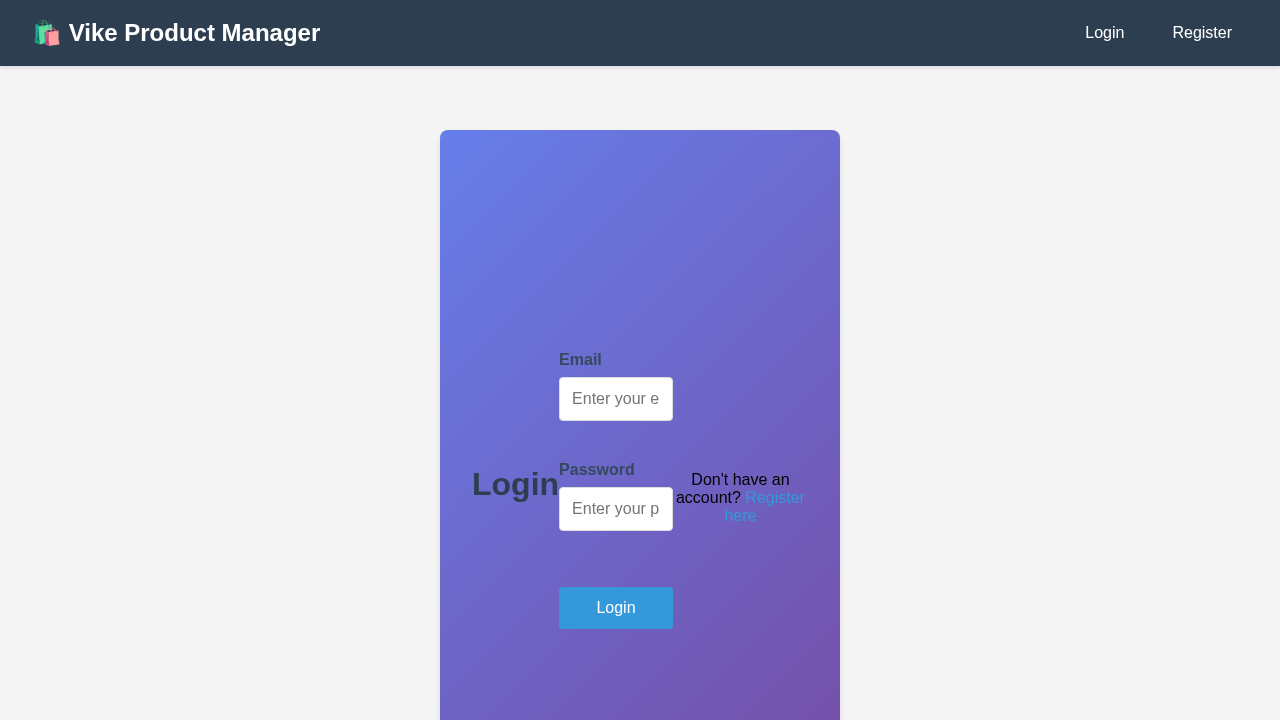 🛍️ Vike Product Manager
Login
Register
Login
Email
Enter your e
Password
Enter your p
Login
Don't have an
account? Register
here